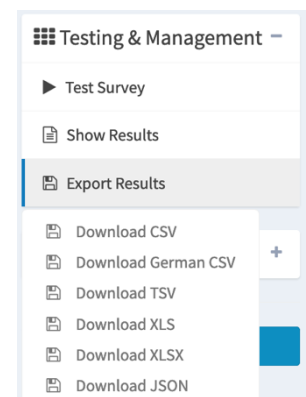 Testing & Management −
Test Survey
Show Results
Export Results
Download CSV
Download German CSV
+
Download TSV
Download XLS
Download XLSX
Download JSON